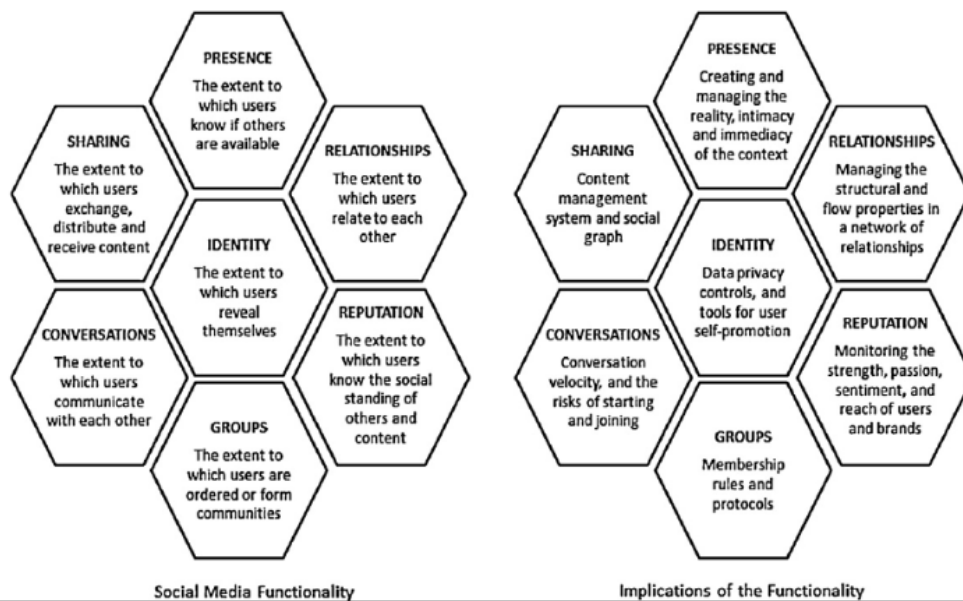 PRESENCE
The extent to
which users
know if others
are available
SHARING
The extent to
which users
exchange,
distribute and
receive content
RELATIONSHIPS
The extent to
which users
relate to each
other
IDENTITY
The extent to
which users
reveal
themselves
CONVERSATIONS
The extent to
which users
communicate
with each other
REPUTATION
The extent to
which users
know the social
standing of
others and
content
GROUPS
The extent to
which users are
ordered or form
communities
Social Media Functionality
PRESENCE
Creating and
managing the
reality, intimacy
and immediacy
of the context
SHARING
Content
management
system and social
graph
RELATIONSHIPS
Managing the
structural and
flow properties in
a network of
relationships
IDENTITY
Data privacy
controls, and
tools for user
self-promotion
CONVERSATIONS
Conversation
velocity, and the
risks of starting
and joining
REPUTATION
Monitoring the
strength, passion,
sentiment, and
reach of users
and brands
GROUPS
Membership
rules and
protocols
Implications of the Functionality